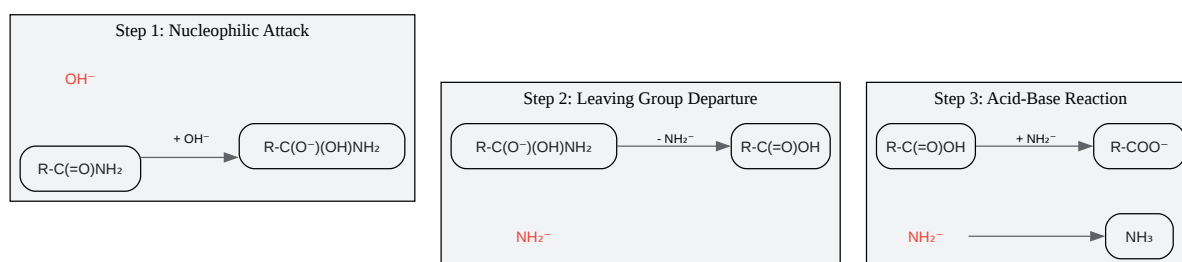 Step 1: Nucleophilic Attack
OH⁻
R-C(=O)NH₂
+ OH⁻
R-C(O⁻)(OH)NH₂
Step 2: Leaving Group Departure
R-C(O⁻)(OH)NH₂
- NH₂⁻
R-C(=O)OH
NH₂⁻
Step 3: Acid-Base Reaction
R-C(=O)OH
+ NH₂⁻
R-COO⁻
NH₂⁻
NH₃